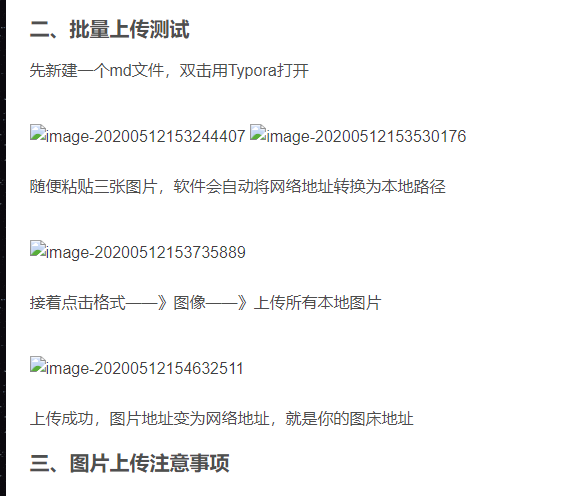 二、批量上传测试
先新建一个md文件，双击用Typora打开
image-20200512153244407 image-20200512153530176
随便粘贴三张图片，软件会自动将网络地址转换为本地路径
image-20200512153735889
接着点击格式——》图像——》上传所有本地图片
image-20200512154632511
上传成功，图片地址变为网络地址，就是你的图床地址
三、图片上传注意事项